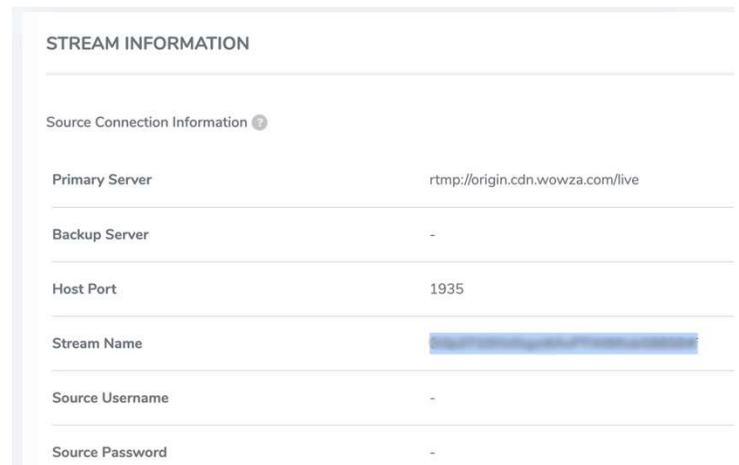 STREAM INFORMATION
Source Connection Information ?
Primary Server rtmp://origin.cdn.wowza.com/live
Backup Server -
Host Port 1935
Stream Name
Source Username -
Source Password -